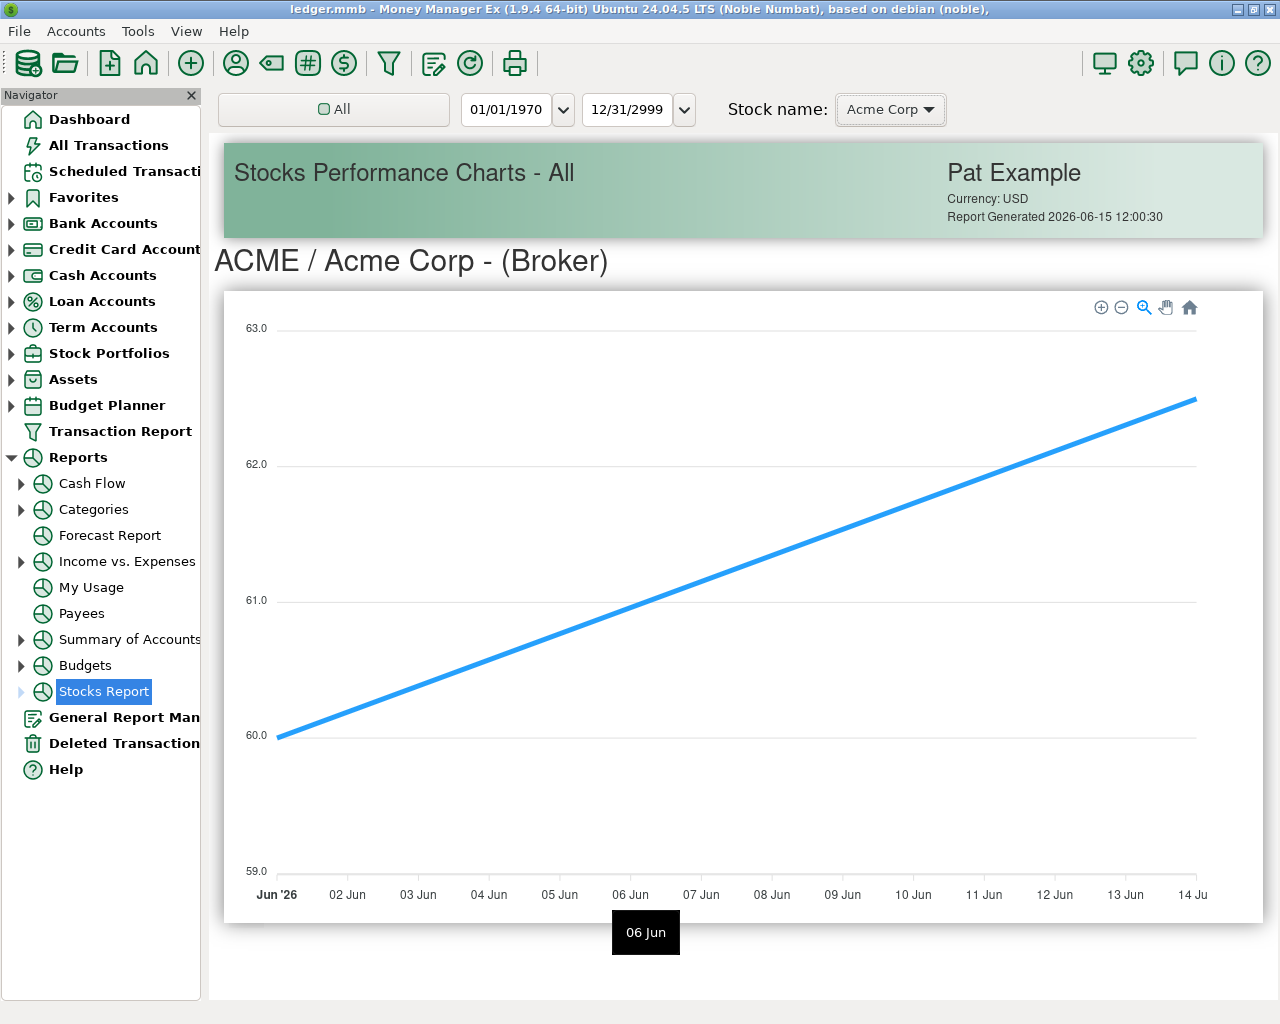 ledger.mmb - Money Manager Ex (1.9.4 64-bit) Ubuntu 24.04.5 LTS (Noble Numbat), based on debian (noble),
File Accounts Tools View Help
Navigator
All 01/01/1970 12/31/2999 Stock name: Acme Corp
Dashboard
All Transactions
Scheduled Transacti
Favorites
Bank Accounts
Credit Card Account
Cash Accounts
Loan Accounts
Term Accounts
Stock Portfolios
Assets
Budget Planner
Transaction Report
Reports
Cash Flow
Categories
Forecast Report
Income vs. Expenses
My Usage
Payees
Summary of Accounts
Budgets
Stocks Report
General Report Man
Deleted Transaction
Help
Stocks Performance Charts - All
Pat Example
Currency: USD
Report Generated 2026-06-15 12:00:30
ACME / Acme Corp - (Broker)
63.0
62.0
61.0
60.0
59.0
Jun '26 02 Jun 03 Jun 04 Jun 05 Jun 06 Jun 07 Jun 08 Jun 09 Jun 10 Jun 11 Jun 12 Jun 13 Jun 14 Ju
06 Jun